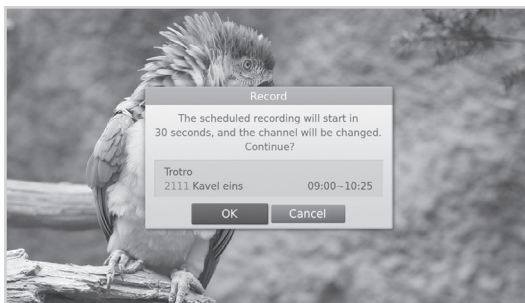 Record
The scheduled recording will start in
30 seconds, and the channel will be changed.
Continue?
Trotro
2111 Kavel eins 09:00~10:25
OK Cancel